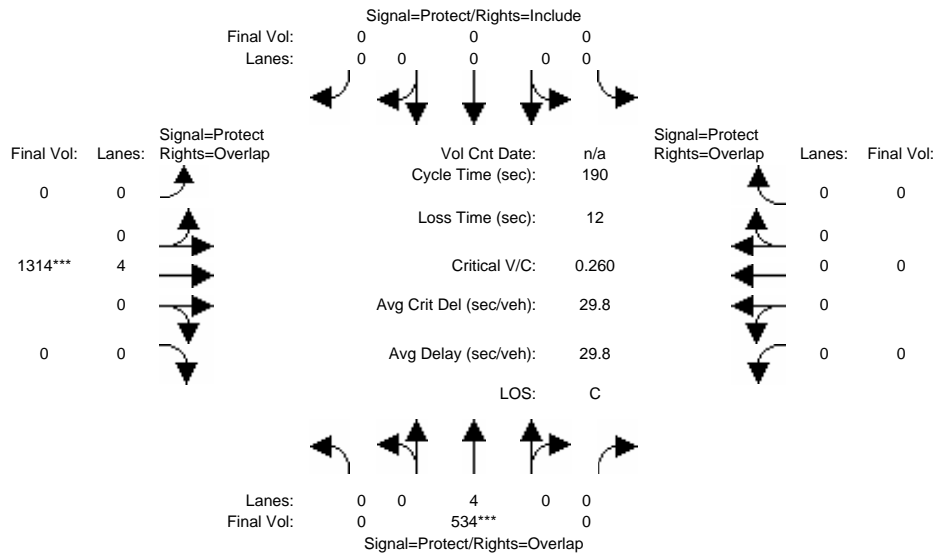 Signal=Protect/Rights=Include
Final Vol: 0 0 0
Lanes: 0 0 0 0 0
Signal=Protect Signal=Protect
Final Vol: Lanes: Rights=Overlap Vol Cnt Date: n/a Rights=Overlap Lanes: Final Vol:
Cycle Time (sec): 190
0 0 0 0
Loss Time (sec): 12
0 0
1314*** 4 Critical V/C: 0.260 0 0
0 Avg Crit Del (sec/veh): 29.8 0
0 0 Avg Delay (sec/veh): 29.8 0 0
LOS: C
Lanes: 0 0 4 0 0
Final Vol: 0 534*** 0
Signal=Protect/Rights=Overlap